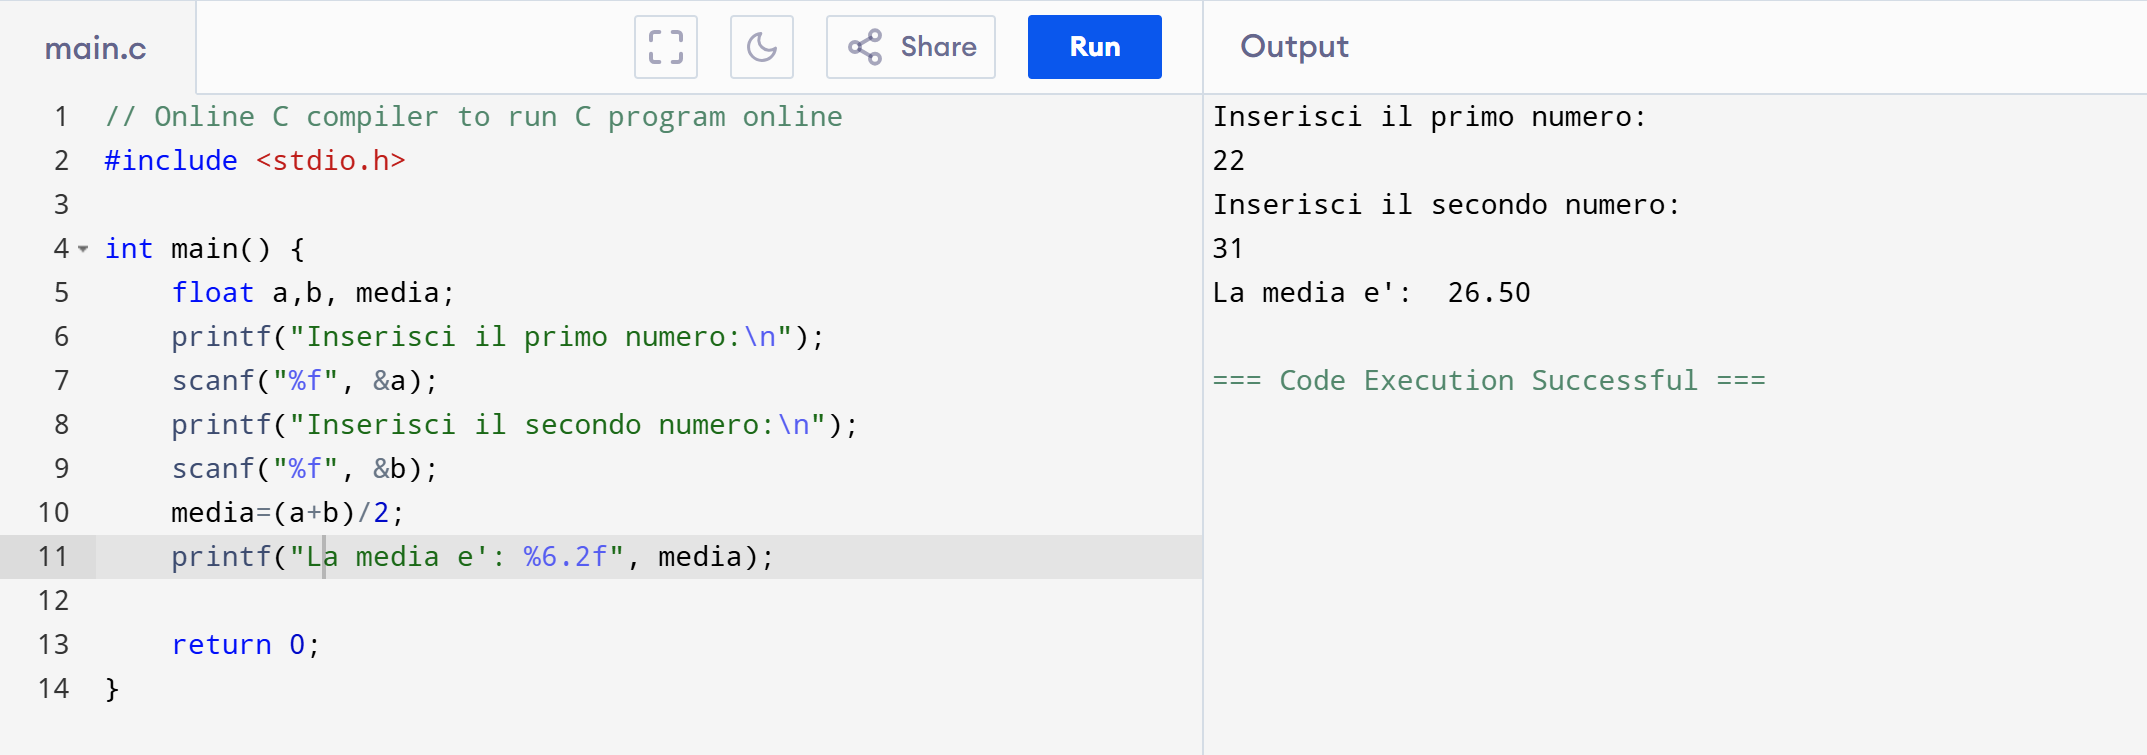 main.c
Share
Run
Output
1 // Online C compiler to run C program online
2 #include <stdio.h>
3
4 int main() {
5     float a,b, media;
6     printf("Inserisci il primo numero:\n");
7     scanf("%f", &a);
8     printf("Inserisci il secondo numero:\n");
9     scanf("%f", &b);
10     media=(a+b)/2;
11     printf("La media e': %6.2f", media);
12
13     return 0;
14 }
Inserisci il primo numero:
22
Inserisci il secondo numero:
31
La media e':  26.50
=== Code Execution Successful ===